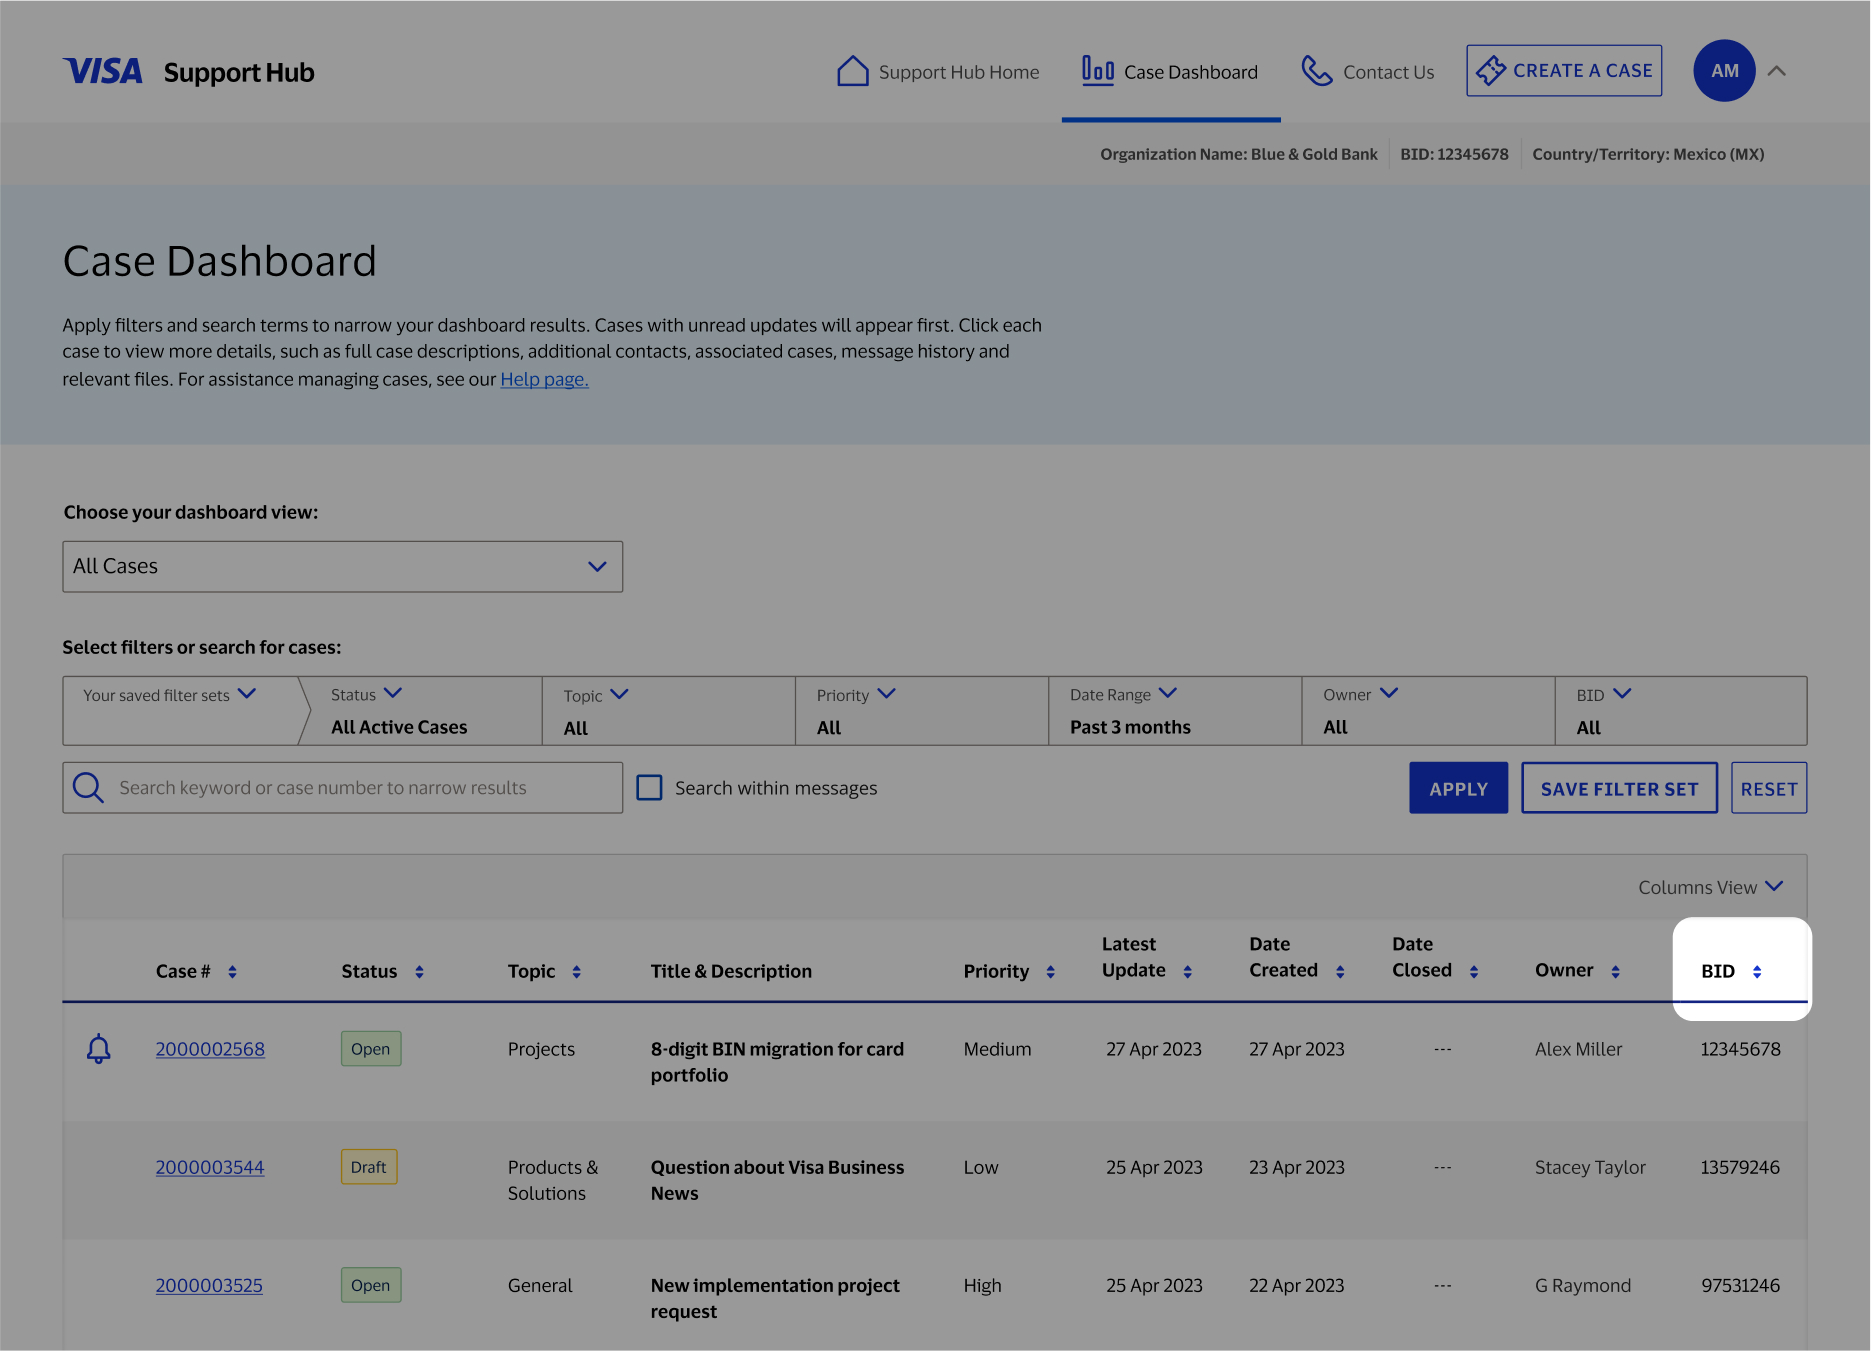 VISA Support Hub
Support Hub Home
Case Dashboard
Contact Us
CREATE A CASE
AM
Organization Name: Blue & Gold Bank
BID: 12345678
Country/Territory: Mexico (MX)
Case Dashboard
Apply filters and search terms to narrow your dashboard results. Cases with unread updates will appear first. Click each
case to view more details, such as full case descriptions, additional contacts, associated cases, message history and
relevant files. For assistance managing cases, see our Help page.
Choose your dashboard view:
All Cases
Select filters or search for cases:
Your saved filter sets
Status
All Active Cases
Topic
All
Priority
All
Date Range
Past 3 months
Owner
All
BID
All
Search keyword or case number to narrow results
Search within messages
APPLY
SAVE FILTER SET
RESET
Columns View
Case #
Status
Topic
Title & Description
Priority
Latest
Update
Date
Created
Date
Closed
Owner
BID
2000002568
Open
Projects
8-digit BIN migration for card
portfolio
Medium
27 Apr 2023
27 Apr 2023
---
Alex Miller
12345678
2000003544
Draft
Products &
Solutions
Question about Visa Business
News
Low
25 Apr 2023
23 Apr 2023
---
Stacey Taylor
13579246
2000003525
Open
General
New implementation project
request
High
25 Apr 2023
22 Apr 2023
---
G Raymond
97531246